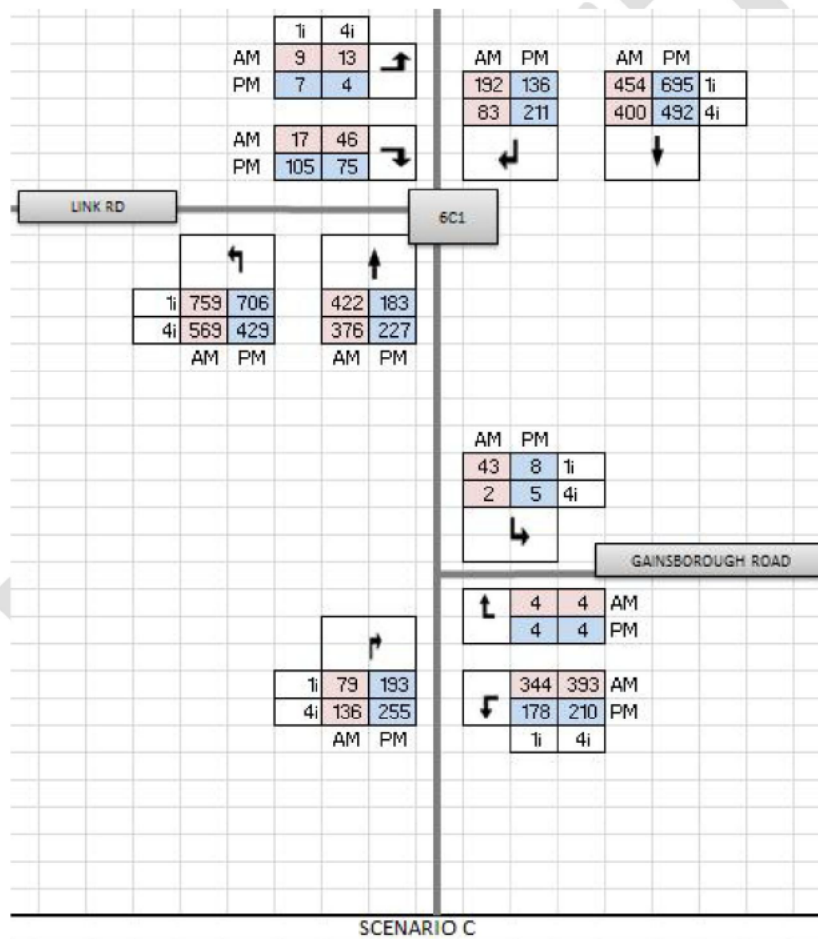 1i 4i
AM 9 13
PM 7 4
AM PM
192 136
83 211
AM PM
454 695 1i
400 492 4i
AM 17 46
PM 105 75
LINK RD
6C1
1i 759 706
4i 569 429
AM PM
422 183
376 227
AM PM
AM PM
43 8 1i
2 5 4i
GAINSBOROUGH ROAD
4 4 AM
4 4 PM
1i 79 193
4i 136 255
AM PM
344 393 AM
178 210 PM
1i 4i
SCENARIO C